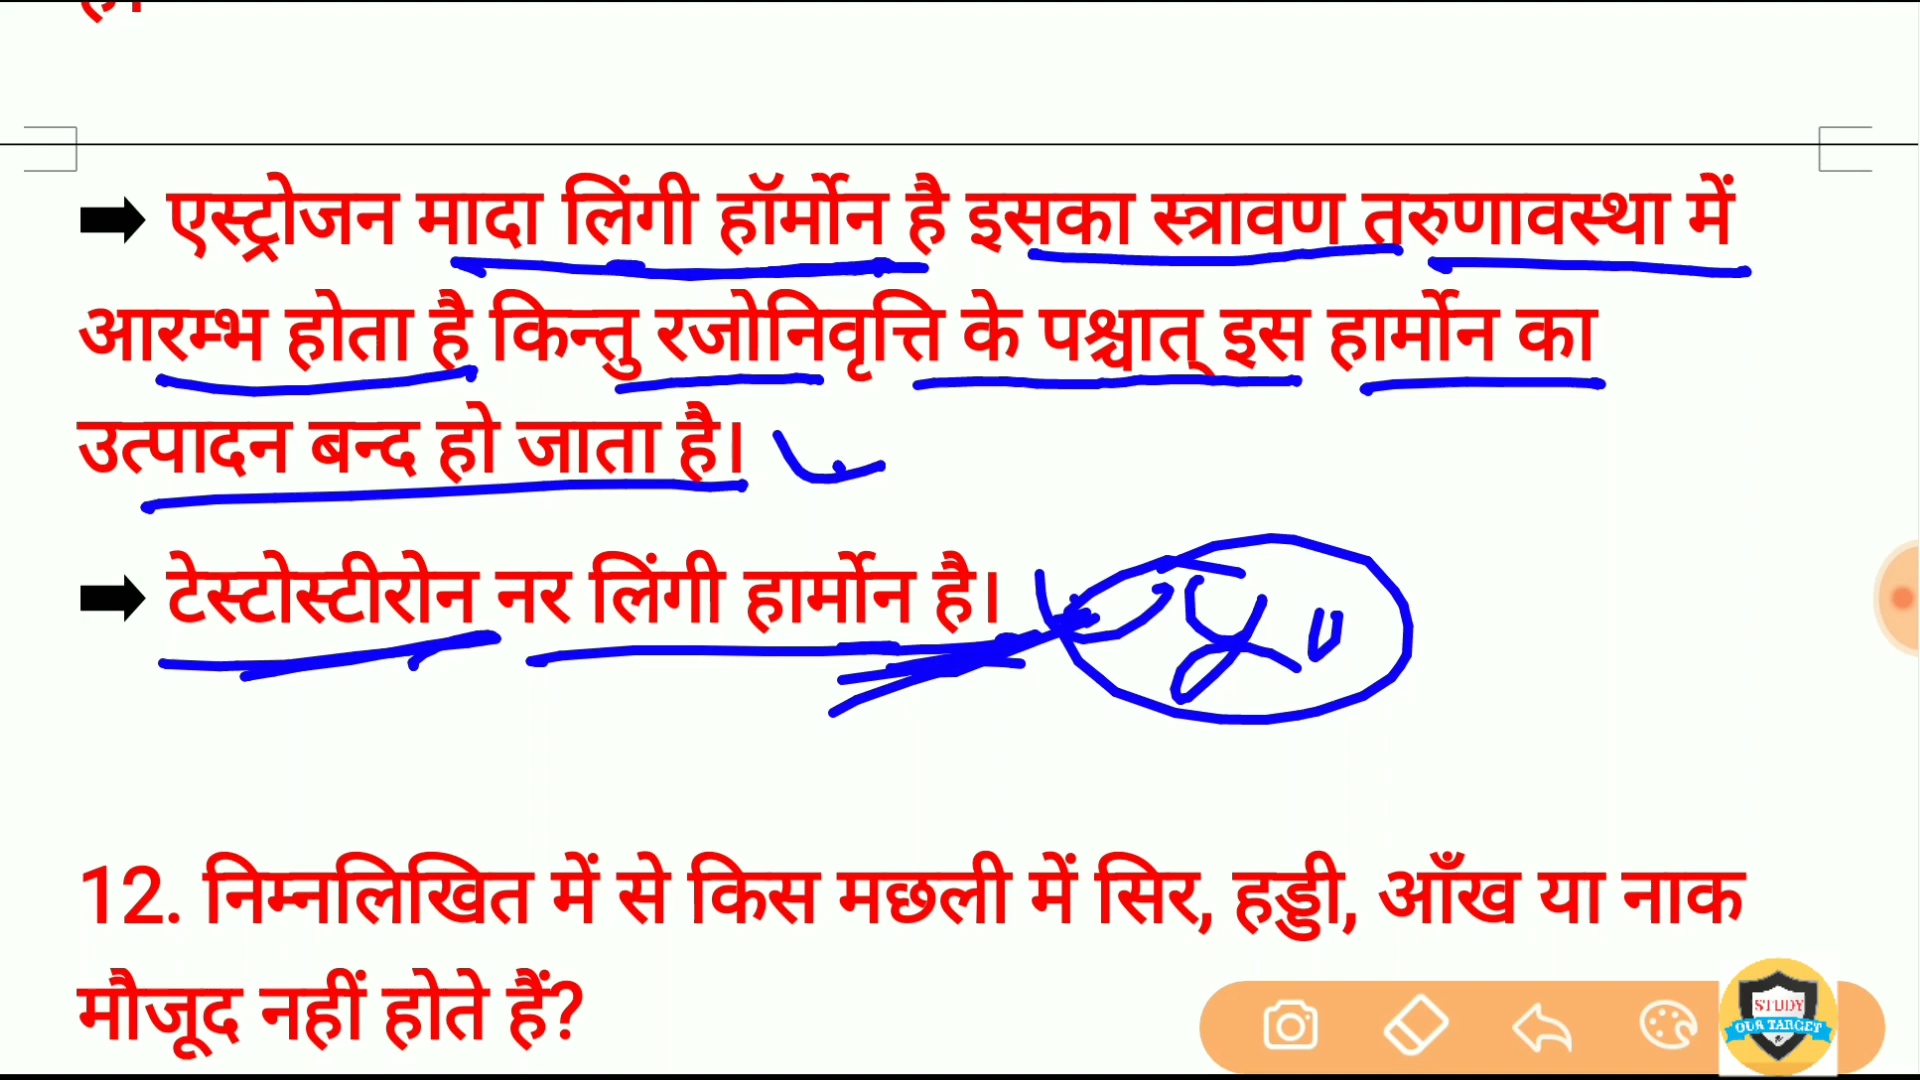 ➡ एस्ट्रोजन मादा लिंगी हॉर्मोन है इसका स्त्रावण तरुणावस्था में
आरम्भ होता है किन्तु रजोनिवृत्ति के पश्चात् इस हार्मोन का
उत्पादन बन्द हो जाता है।
➡ टेस्टोस्टीरोन नर लिंगी हार्मोन है।
12. निम्नलिखित में से किस मछली में सिर, हड्डी, आँख या नाक
मौजूद नहीं होते हैं?
STUDY
OUR TARGET